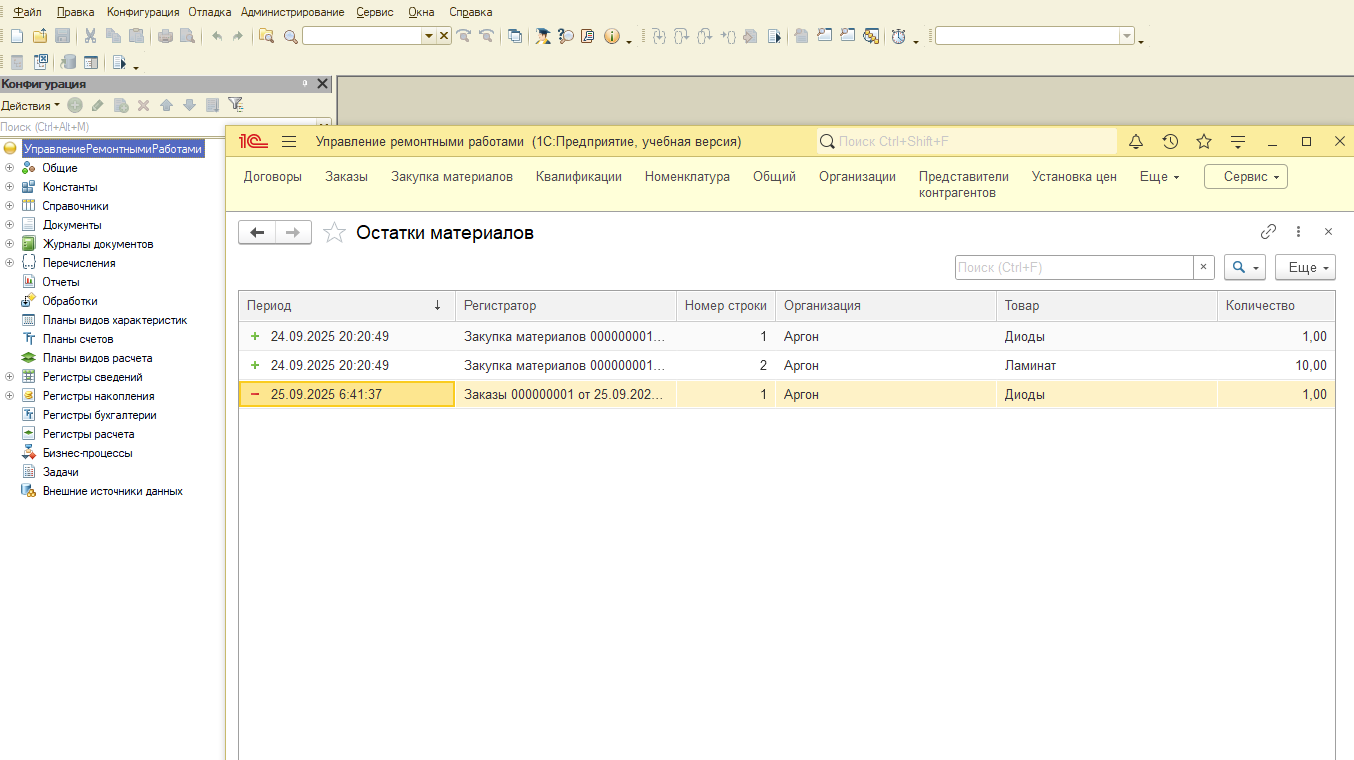 Файл Правка Конфигурация Отладка Администрирование Сервис Окна Справка
Конфигурация
Действия
Поиск (Ctrl+Alt+M)
УправлениеРемонтнымиРаботами
Общие
Константы
Справочники
Документы
Журналы документов
Перечисления
Отчеты
Обработки
Планы видов характеристик
Планы счетов
Планы видов расчета
Регистры сведений
Регистры накопления
Регистры бухгалтерии
Регистры расчета
Бизнес-процессы
Задачи
Внешние источники данных
1С Управление ремонтными работами (1С:Предприятие, учебная версия) Поиск Ctrl+Shift+F
Договоры Заказы Закупка материалов Квалификации Номенклатура Общий Организации Представители контрагентов Установка цен Еще Сервис
Остатки материалов
Поиск (Ctrl+F) × Еще
Период ↓ Регистратор Номер строки Организация Товар Количество
+ 24.09.2025 20:20:49 Закупка материалов 000000001... 1 Аргон Диоды 1,00
+ 24.09.2025 20:20:49 Закупка материалов 000000001... 2 Аргон Ламинат 10,00
− 25.09.2025 6:41:37 Заказы 000000001 от 25.09.202... 1 Аргон Диоды 1,00